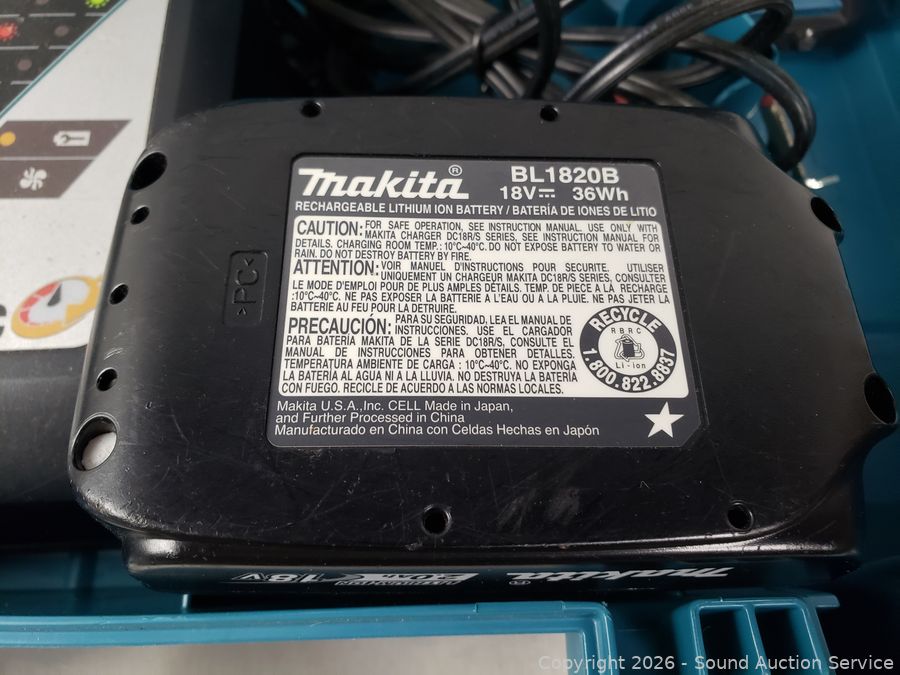 Makita®
BL1820B
18V⎓ 36Wh
RECHARGEABLE LITHIUM ION BATTERY / BATERÍA DE IONES DE LITIO
CAUTION: FOR SAFE OPERATION, SEE INSTRUCTION MANUAL. USE ONLY WITH
MAKITA CHARGER DC18R/S SERIES, SEE INSTRUCTION MANUAL FOR
DETAILS. CHARGING ROOM TEMP.: 10°C~40°C. DO NOT EXPOSE BATTERY TO WATER OR
RAIN. DO NOT DESTROY BATTERY BY FIRE.
ATTENTION: VOIR MANUEL D'INSTRUCTIONS POUR SECURITE. UTILISER
UNIQUEMENT UN CHARGEUR MAKITA DC18R/S SERIES, CONSULTER
LE MODE D'EMPLOI POUR DE PLUS AMPLES DÉTAILS. TEMP. DE PIECE A LA RECHARGE
:10°C~40°C. NE PAS EXPOSER LA BATTERIE A L'EAU OU A LA PLUIE. NE PAS JETER LA
BATTERIE AU FEU POUR LA DETRUIRE.
PRECAUCIÓN: PARA SU SEGURIDAD, LEA EL MANUAL DE
INSTRUCCIONES. USE EL CARGADOR
PARA BATERÍA MAKITA DE LA SERIE DC18R/S, CONSULTE EL
MANUAL DE INSTRUCCIONES PARA OBTENER DETALLES.
TEMPERATURA AMBIENTE DE CARGA : 10°C~40°C. NO EXPONGA
LA BATERÍA AL AGUA NI A LA LLUVIA. NO DESTRUYA LA BATERÍA
CON FUEGO. RECICLE DE ACUERDO A LAS NORMAS LOCALES.
RECYCLE
RBRC
Li-ion
1.800.822.8837
Makita U.S.A.,Inc. CELL Made in Japan,
and Further Processed in China
Manufacturado en China con Celdas Hechas en Japón
>PC<
makita® 2.0Ah 18V
Copyright 2026 - Sound Auction Service